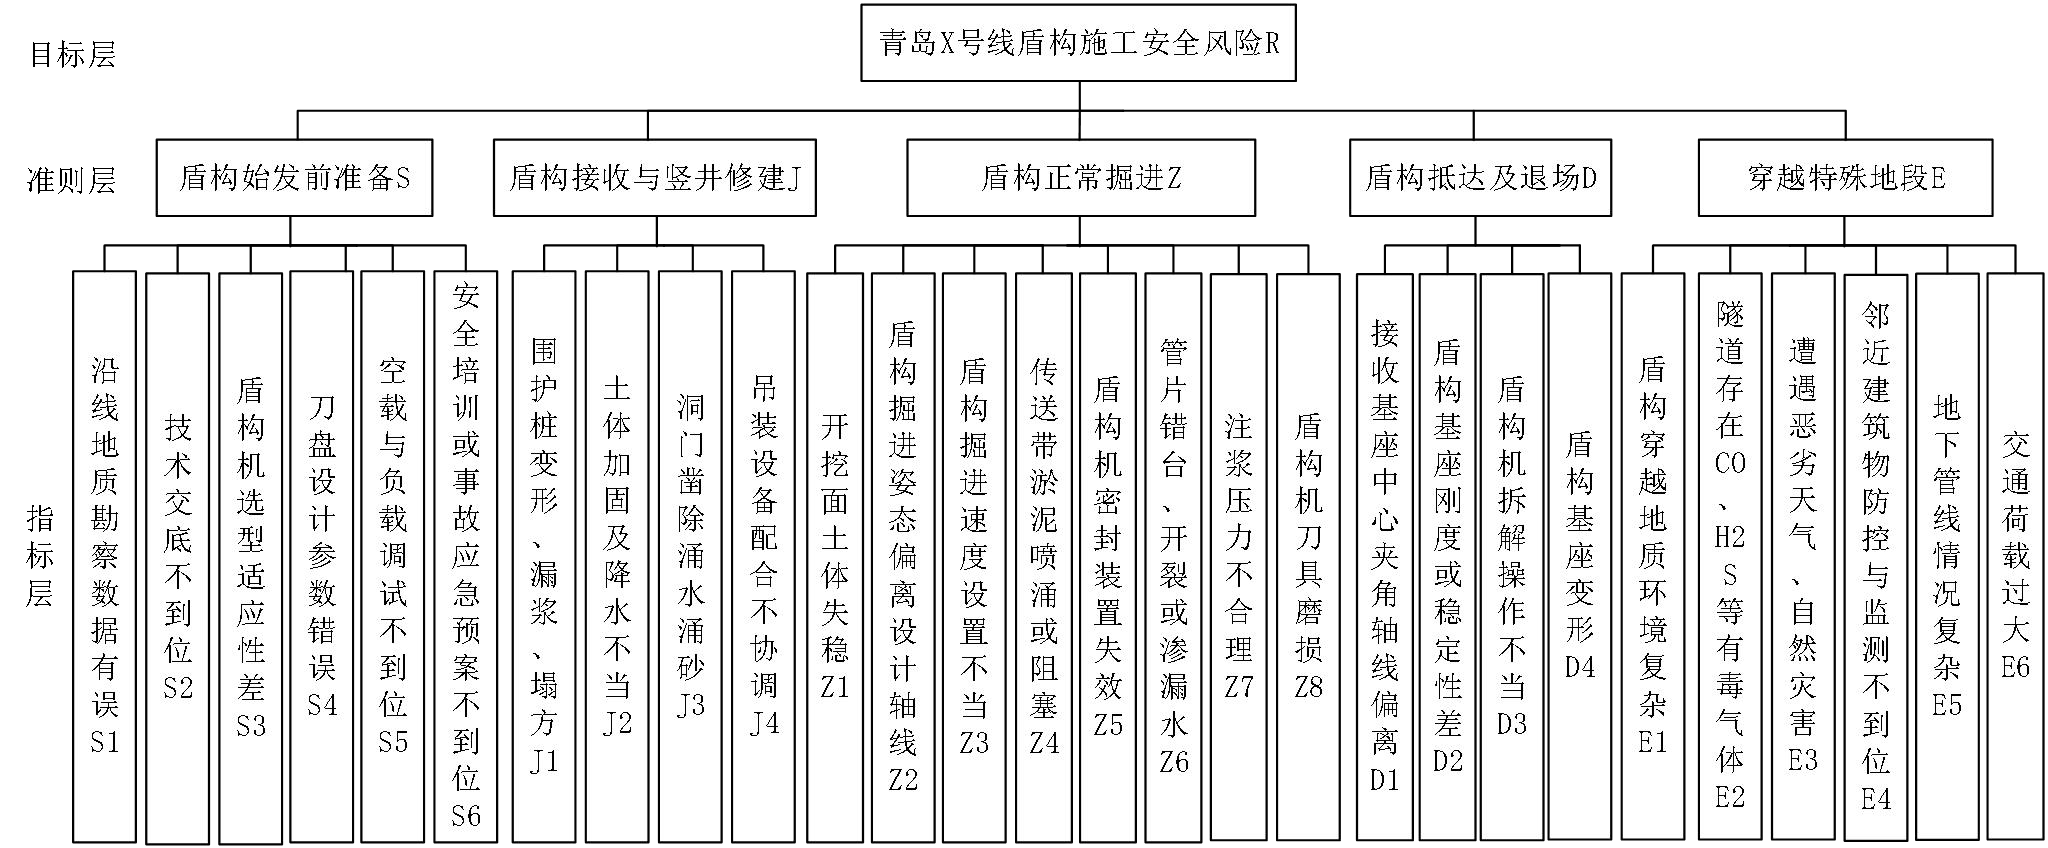 目标层
青岛X号线盾构施工安全风险R
准则层
盾构始发前准备S
盾构接收与竖井修建J
盾构正常掘进Z
盾构抵达及退场D
穿越特殊地段E
指标层
沿线地质勘察数据有误S1
技术交底不到位S2
盾构机选型适应性差S3
刀盘设计参数错误S4
空载与负载调试不到位S5
安全培训或事故应急预案不到位S6
围护桩变形、漏浆、塌方J1
土体加固及降水不当J2
洞门凿除涌水涌砂J3
吊装设备配合不协调J4
开挖面土体失稳Z1
盾构掘进姿态偏离设计轴线Z2
盾构掘进速度设置不当Z3
传送带淤泥喷涌或阻塞Z4
盾构机密封装置失效Z5
管片错台、开裂或渗漏水Z6
注浆压力不合理Z7
盾构机刀具磨损Z8
接收基座中心夹角轴线偏离D1
盾构基座刚度或稳定性差D2
盾构机拆解操作不当D3
盾构基座变形D4
盾构穿越地质环境复杂E1
隧道存在CO、H2S等有毒气体E2
遭遇恶劣天气、自然灾害E3
邻近建筑物防控与监测不到位E4
地下管线情况复杂E5
交通荷载过大E6